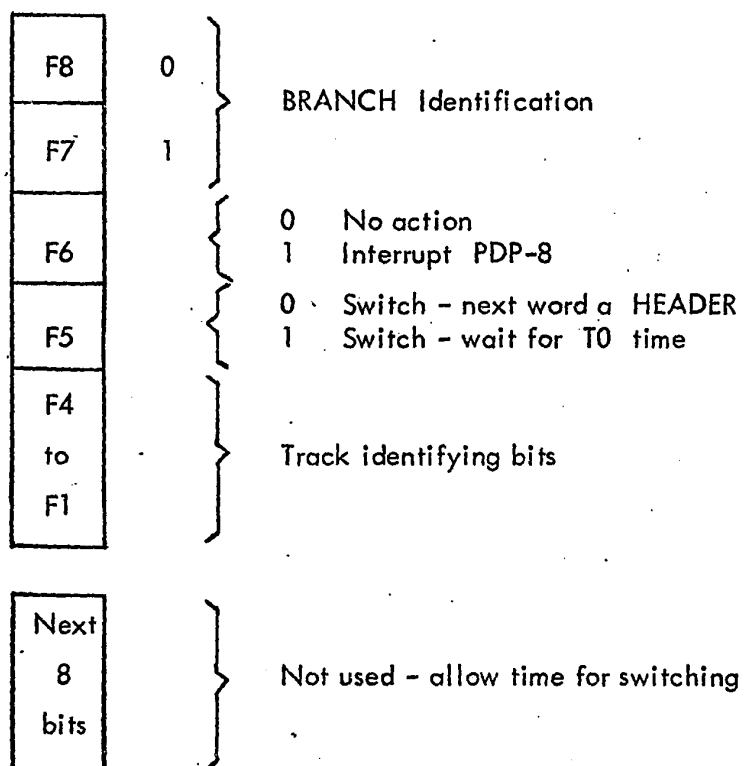 F8 0
BRANCH Identification
F7 1
0 No action
F6 1 Interrupt PDP-8
0 Switch - next word a HEADER
F5 1 Switch - wait for T0 time
F4
to Track identifying bits
F1
Next
8 Not used - allow time for switching
bits